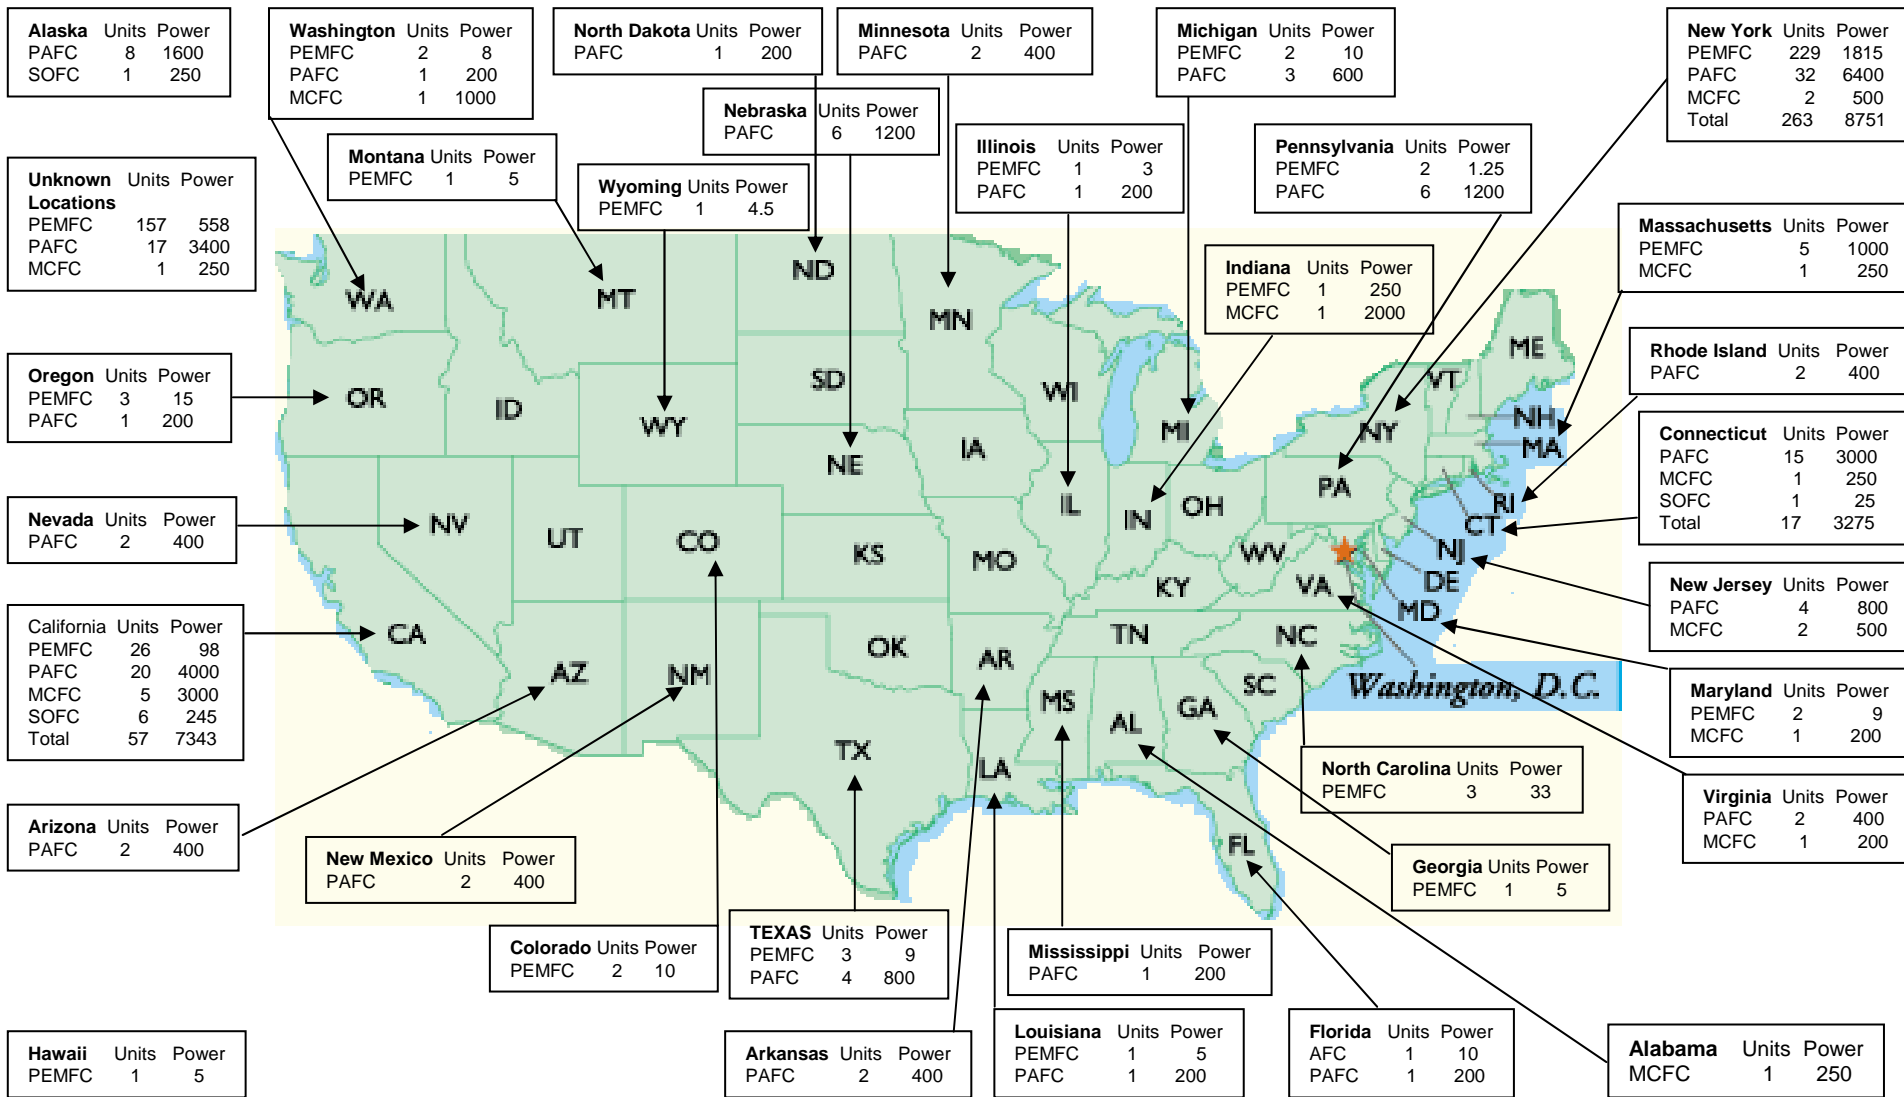 Alaska Units Power
PAFC 8 1600
SOFC 1 250
Washington Units Power
PEMFC 2 8
PAFC 1 200
MCFC 1 1000
North Dakota Units Power
PAFC 1 200
Minnesota Units Power
PAFC 2 400
Michigan Units Power
PEMFC 2 10
PAFC 3 600
New York Units Power
PEMFC 229 1815
PAFC 32 6400
MCFC 2 500
Total 263 8751
Nebraska Units Power
PAFC 6 1200
Montana Units Power
PEMFC 1 5
Wyoming Units Power
PEMFC 1 4.5
Illinois Units Power
PEMFC 1 3
PAFC 1 200
Pennsylvania Units Power
PEMFC 2 1.25
PAFC 6 1200
Unknown Units Power
Locations
PEMFC 157 558
PAFC 17 3400
MCFC 1 250
Massachusetts Units Power
PEMFC 5 1000
MCFC 1 250
Indiana Units Power
PEMFC 1 250
MCFC 1 2000
Rhode Island Units Power
PAFC 2 400
Oregon Units Power
PEMFC 3 15
PAFC 1 200
Connecticut Units Power
PAFC 15 3000
MCFC 1 250
SOFC 1 25
Total 17 3275
Nevada Units Power
PAFC 2 400
New Jersey Units Power
PAFC 4 800
MCFC 2 500
California Units Power
PEMFC 26 98
PAFC 20 4000
MCFC 5 3000
SOFC 6 245
Total 57 7343
Maryland Units Power
PEMFC 2 9
MCFC 1 200
North Carolina Units Power
PEMFC 3 33
Virginia Units Power
PAFC 2 400
MCFC 1 200
Arizona Units Power
PAFC 2 400
New Mexico Units Power
PAFC 2 400
Georgia Units Power
PEMFC 1 5
Colorado Units Power
PEMFC 2 10
TEXAS Units Power
PEMFC 3 9
PAFC 4 800
Mississippi Units Power
PAFC 1 200
Hawaii Units Power
PEMFC 1 5
Arkansas Units Power
PAFC 2 400
Louisiana Units Power
PEMFC 1 5
PAFC 1 200
Florida Units Power
AFC 1 10
PAFC 1 200
Alabama Units Power
MCFC 1 250
WA
MT
ND
MN
OR
ID
WY
SD
WI
MI
IA
NE
NY
VT
ME
NH
MA
RI
CT
NJ
DE
MD
PA
OH
IN
IL
NV
UT
CO
KS
MO
WV
VA
KY
CA
AZ
NM
OK
AR
TN
NC
SC
GA
AL
MS
LA
TX
FL
Washington, D.C.